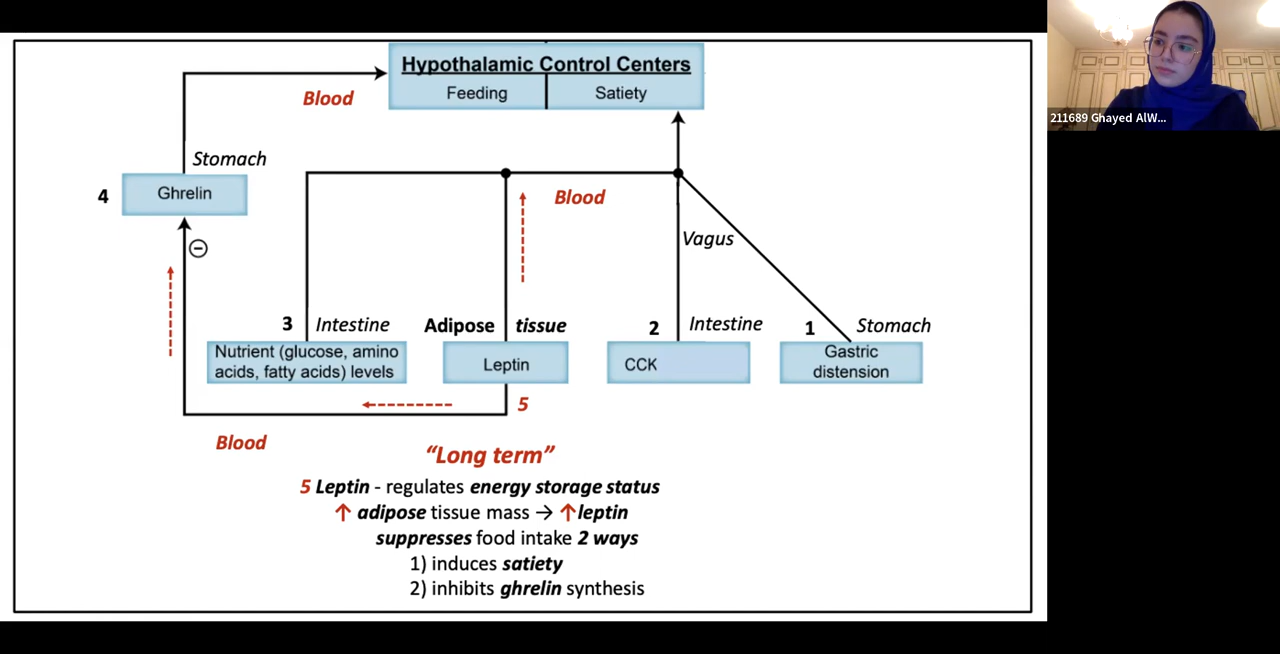 Hypothalamic Control Centers
Feeding
Satiety
Blood
Stomach
4
Ghrelin
Blood
Vagus
3
Intestine
Adipose tissue
2
Intestine
1
Stomach
Nutrient (glucose, amino
acids, fatty acids) levels
Leptin
CCK
Gastric
distension
5
Blood
“Long term”
5 Leptin - regulates energy storage status
↑ adipose tissue mass → ↑leptin
suppresses food intake 2 ways
1) induces satiety
2) inhibits ghrelin synthesis
211689 Ghayed AlW...